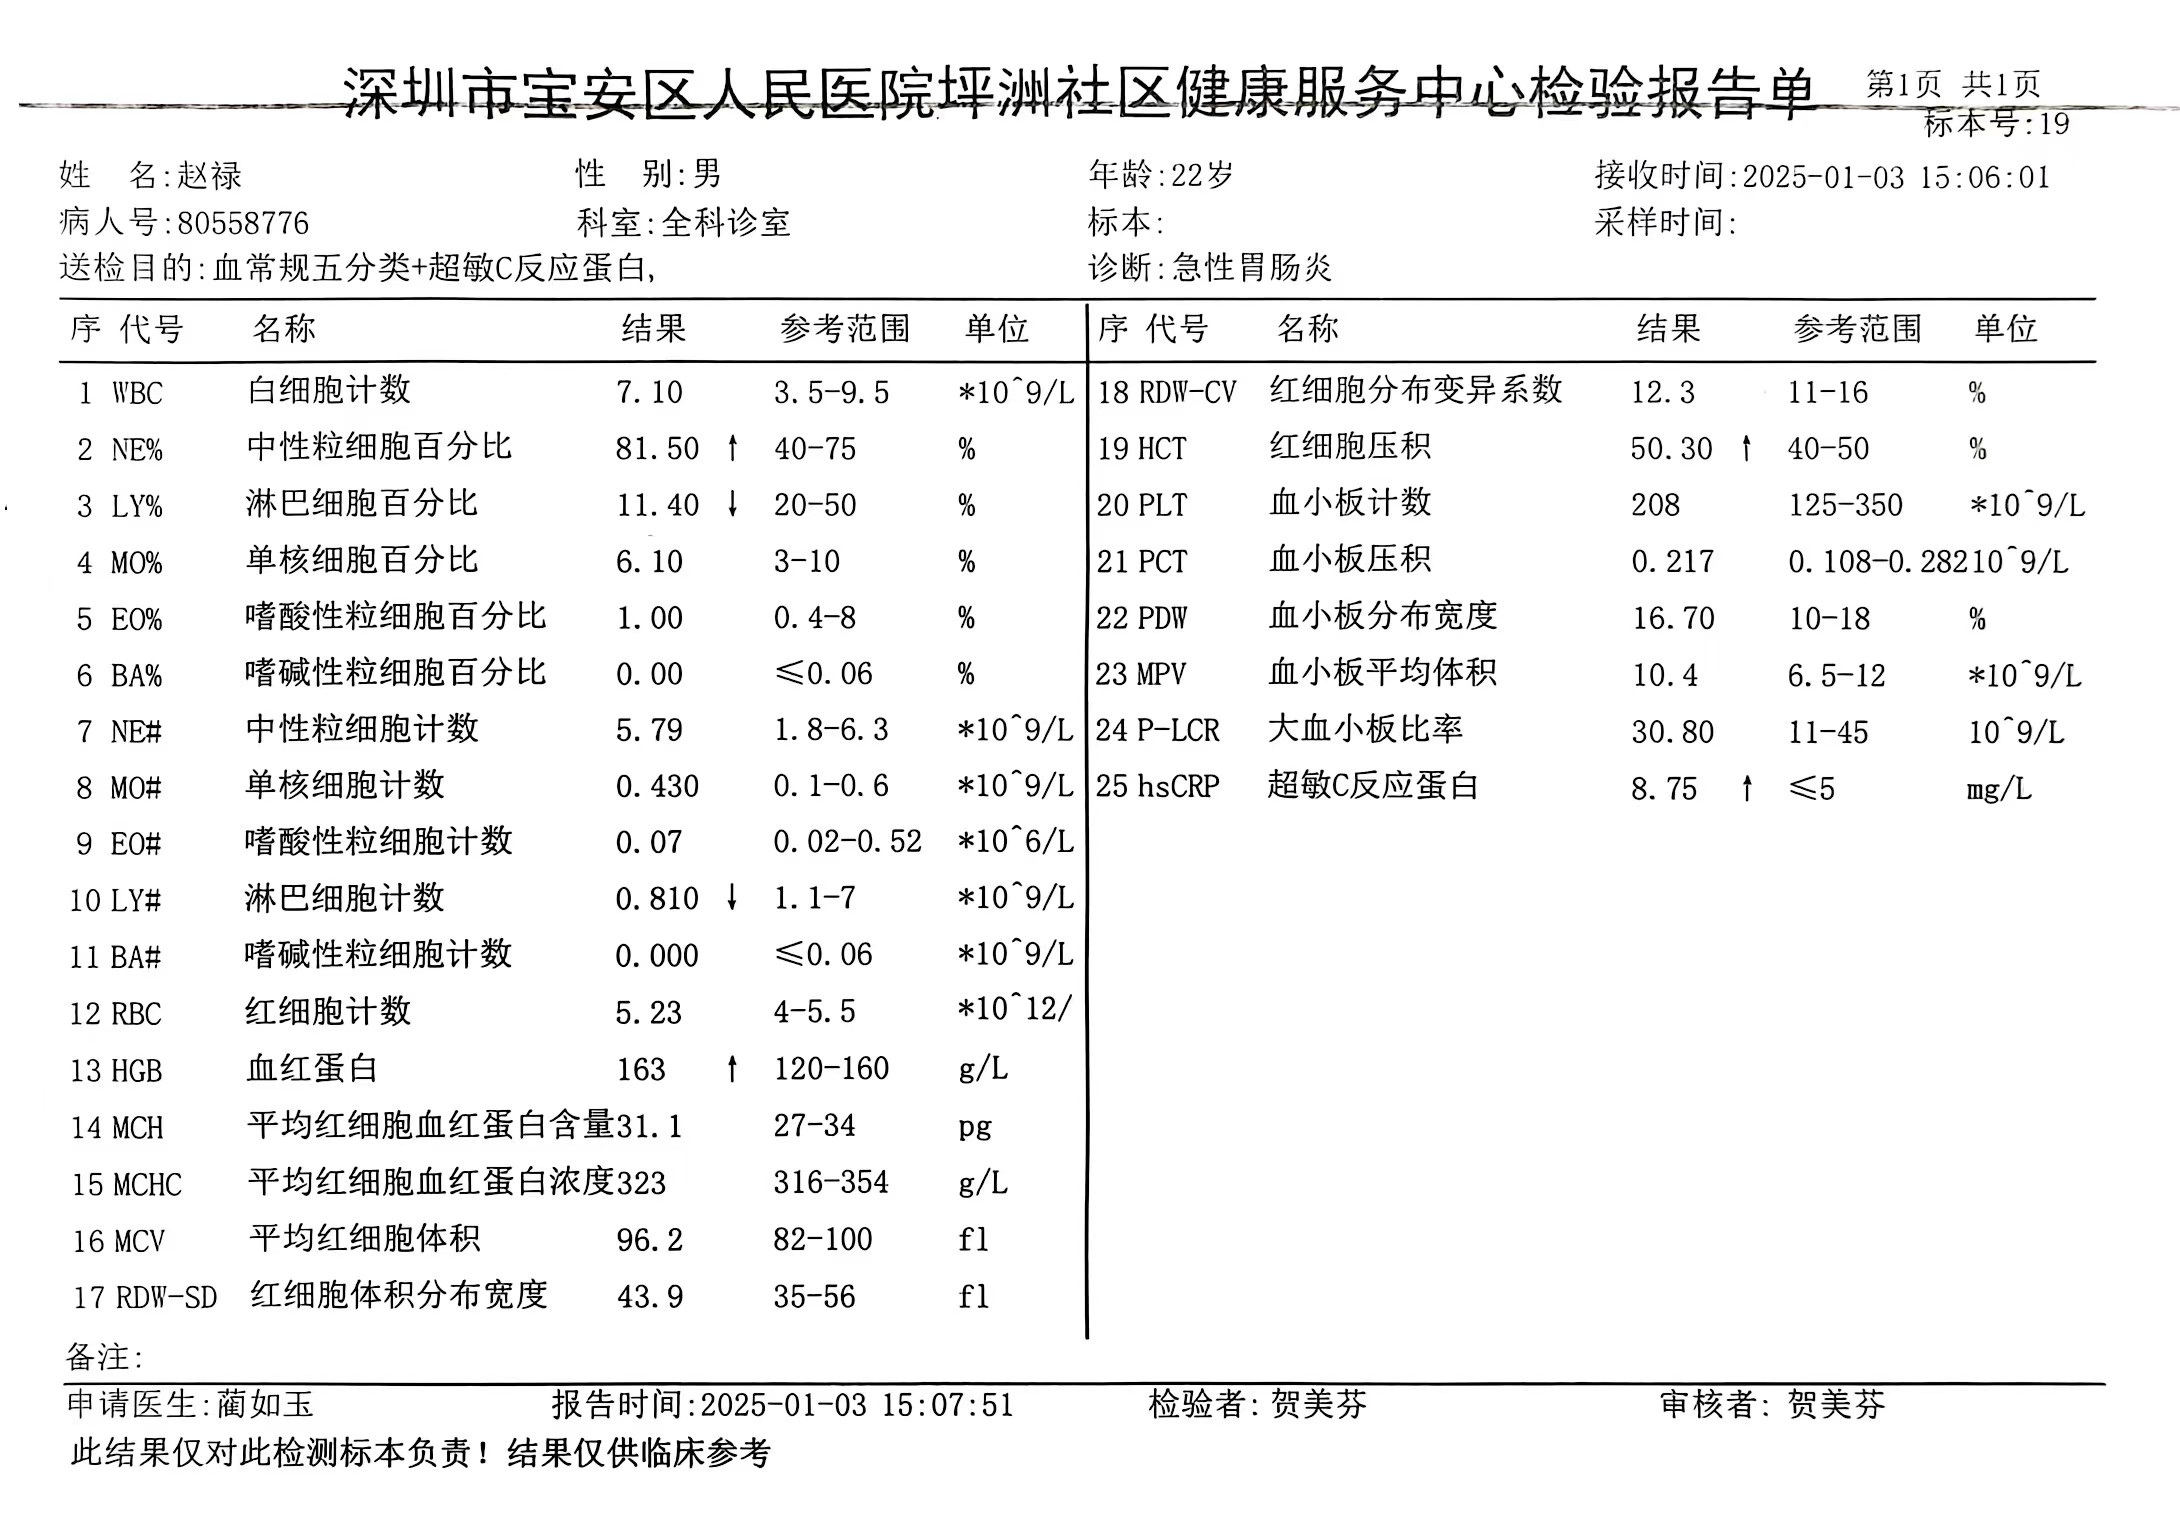 深圳市宝安区人民医院坪洲社区健康服务中心检验报告单 第1页 共1页
标本号:19
姓 名:赵禄 性 别:男 年龄:22岁 接收时间:2025-01-03 15:06:01
病人号:80558776 科室:全科诊室 标本: 采样时间:
送检目的:血常规五分类+超敏C反应蛋白, 诊断:急性胃肠炎
序 代号 名称 结果 参考范围 单位
1 WBC 白细胞计数 7.10 3.5-9.5 *10^9/L
2 NE% 中性粒细胞百分比 81.50 ↑ 40-75 %
3 LY% 淋巴细胞百分比 11.40 ↓ 20-50 %
4 MO% 单核细胞百分比 6.10 3-10 %
5 EO% 嗜酸性粒细胞百分比 1.00 0.4-8 %
6 BA% 嗜碱性粒细胞百分比 0.00 ≤0.06 %
7 NE# 中性粒细胞计数 5.79 1.8-6.3 *10^9/L
8 MO# 单核细胞计数 0.430 0.1-0.6 *10^9/L
9 EO# 嗜酸性粒细胞计数 0.07 0.02-0.52 *10^6/L
10 LY# 淋巴细胞计数 0.810 ↓ 1.1-7 *10^9/L
11 BA# 嗜碱性粒细胞计数 0.000 ≤0.06 *10^9/L
12 RBC 红细胞计数 5.23 4-5.5 *10^12/
13 HGB 血红蛋白 163 ↑ 120-160 g/L
14 MCH 平均红细胞血红蛋白含量 31.1 27-34 pg
15 MCHC 平均红细胞血红蛋白浓度 323 316-354 g/L
16 MCV 平均红细胞体积 96.2 82-100 fl
17 RDW-SD 红细胞体积分布宽度 43.9 35-56 fl
序 代号 名称 结果 参考范围 单位
18 RDW-CV 红细胞分布变异系数 12.3 11-16 %
19 HCT 红细胞压积 50.30 ↑ 40-50 %
20 PLT 血小板计数 208 125-350 *10^9/L
21 PCT 血小板压积 0.217 0.108-0.282 10^9/L
22 PDW 血小板分布宽度 16.70 10-18 %
23 MPV 血小板平均体积 10.4 6.5-12 *10^9/L
24 P-LCR 大血小板比率 30.80 11-45 10^9/L
25 hsCRP 超敏C反应蛋白 8.75 ↑ ≤5 mg/L
备注:
申请医生:蔺如玉 报告时间:2025-01-03 15:07:51 检验者: 贺美芬 审核者: 贺美芬
此结果仅对此检测标本负责! 结果仅供临床参考